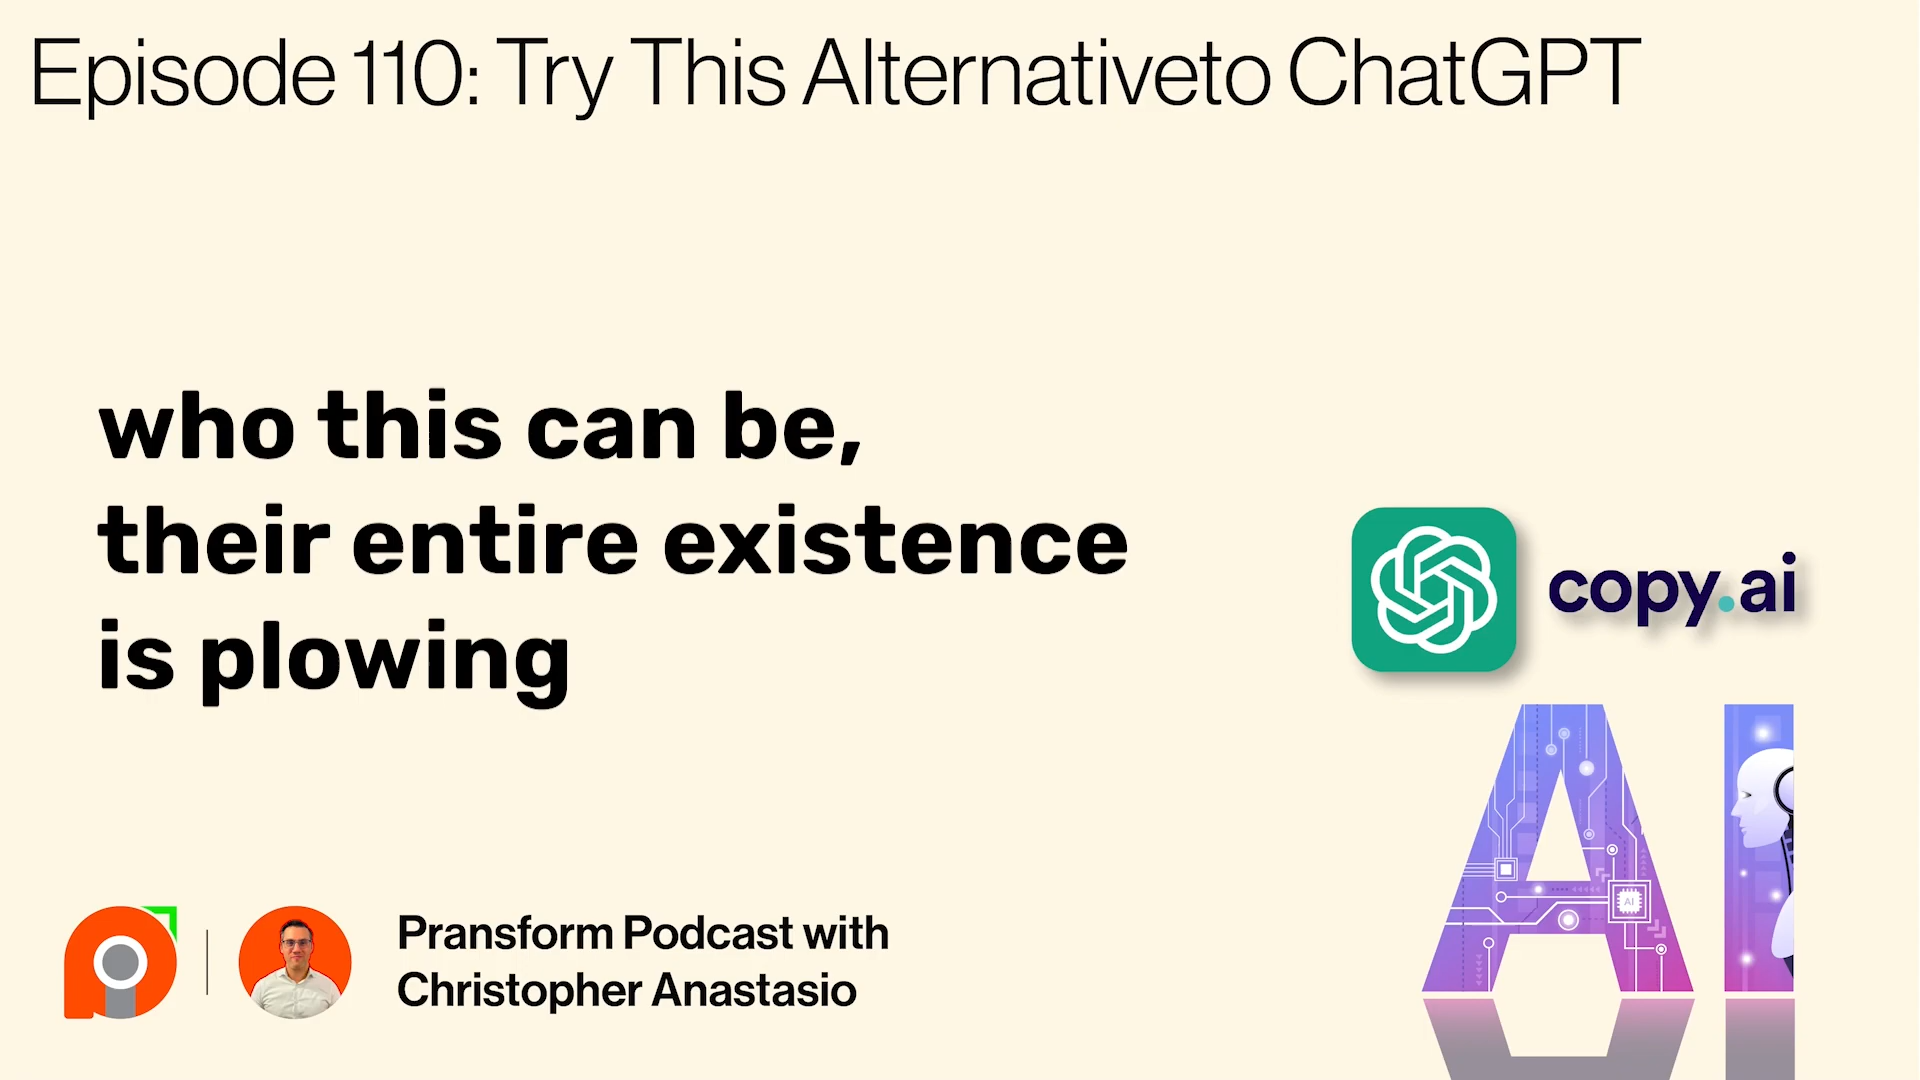 Episode 110: Try This Alternativeto ChatGPT
who this can be,
their entire existence
is plowing
copy.ai
AI
AI
Pransform Podcast with
Christopher Anastasio